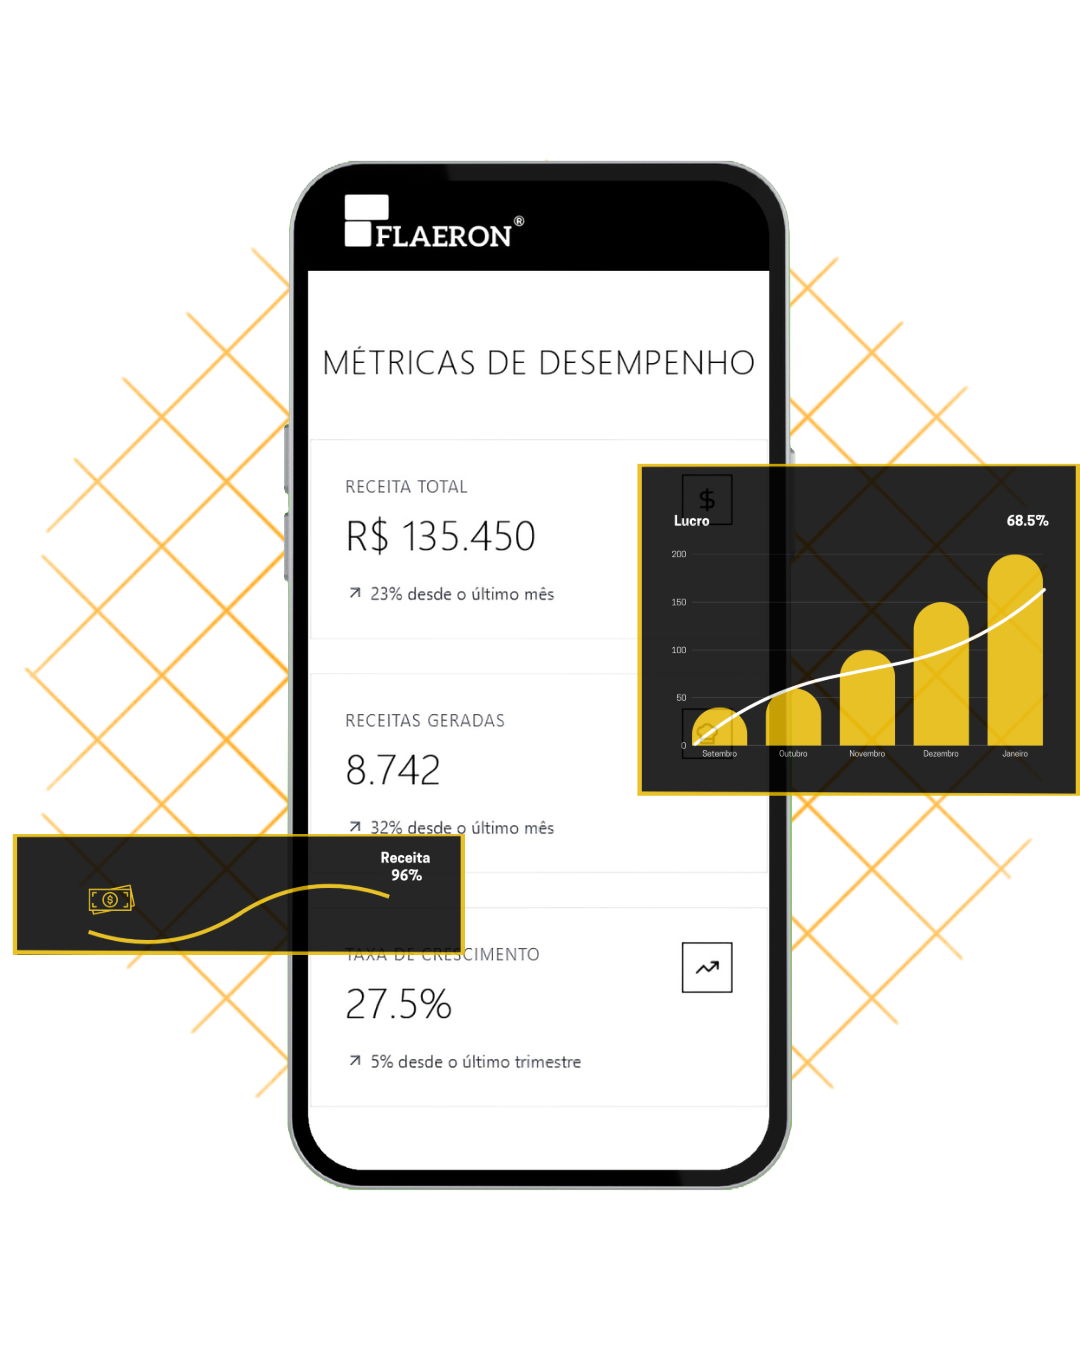 FLAERON®
MÉTRICAS DE DESEMPENHO
RECEITA TOTAL
R$ 135.450
23% desde o último mês
$
Lucro
68.5%
200
150
100
50
0
Setembro
Outubro
Novembro
Dezembro
Janeiro
RECEITAS GERADAS
8.742
32% desde o último mês
Receita
96%
$
TAXA DE CRESCIMENTO
27.5%
5% desde o último trimestre